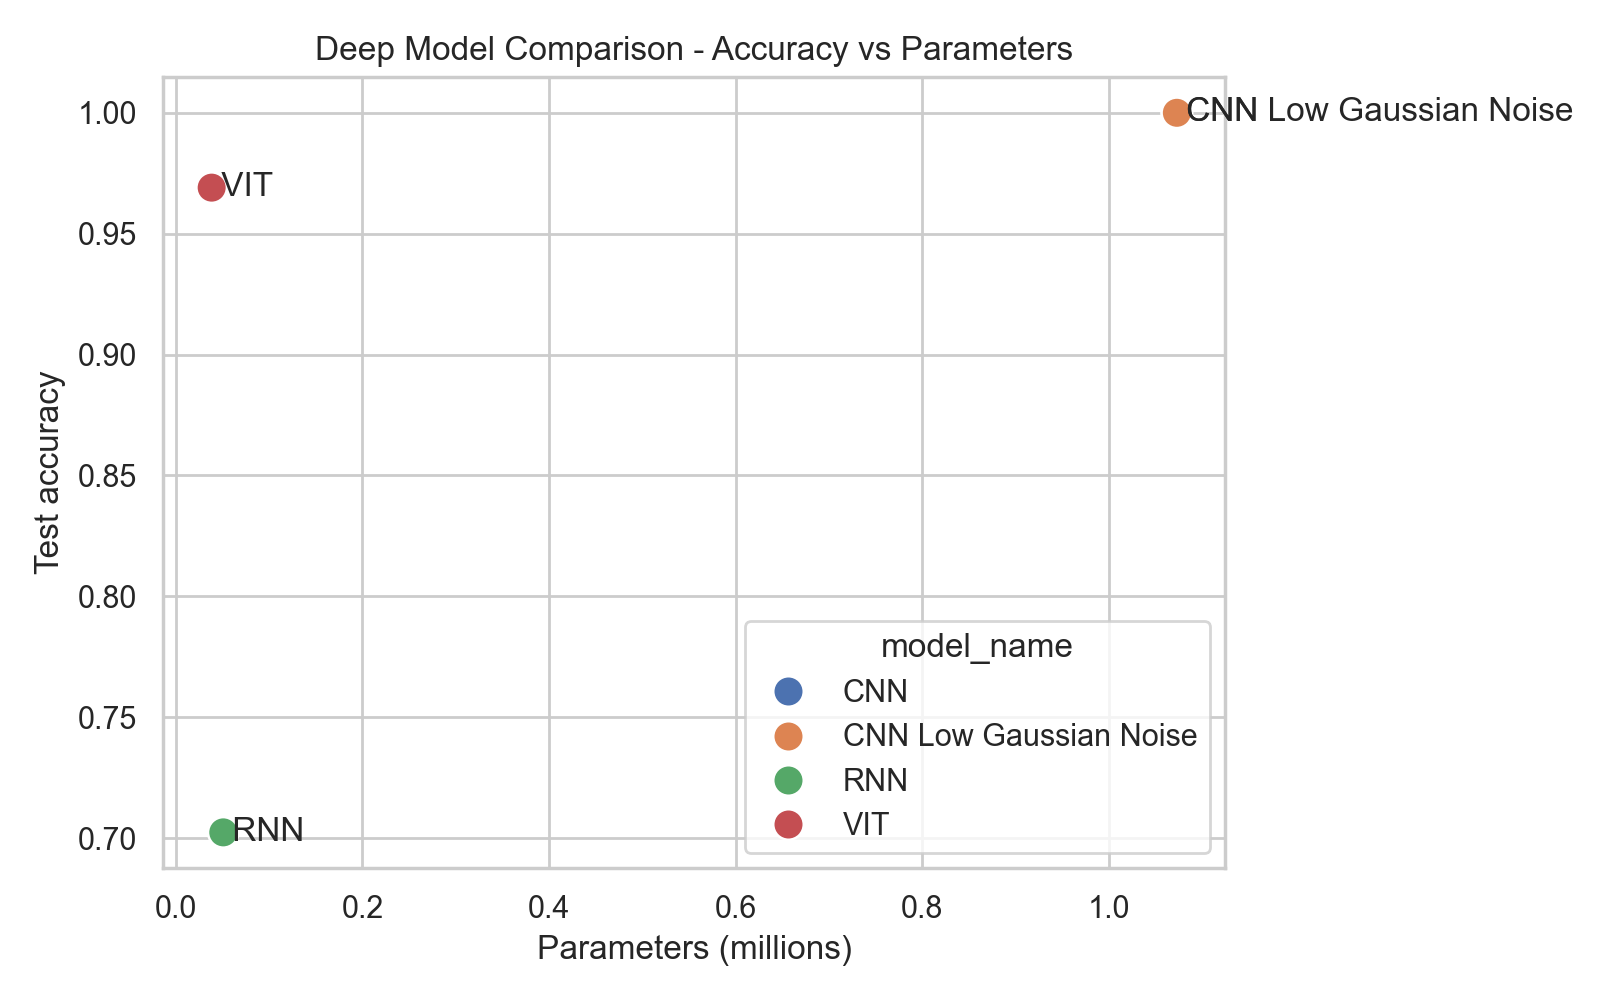 Deep Model Comparison - Accuracy vs Parameters
1.00
0.95
0.90
0.85
0.80
0.75
0.70
Test accuracy
CNN Low Gaussian Noise
VIT
RNN
model_name
CNN
CNN Low Gaussian Noise
RNN
VIT
0.0 0.2 0.4 0.6 0.8 1.0
Parameters (millions)